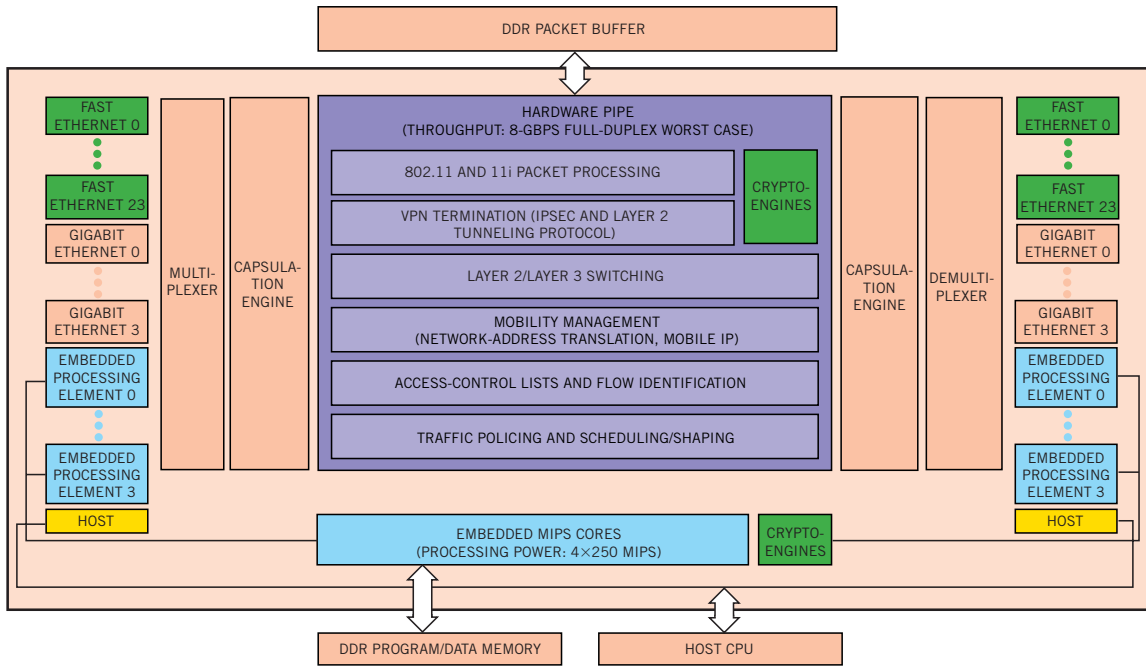 DDR PACKET BUFFER
FAST
ETHERNET 0
FAST
ETHERNET 23
GIGABIT
ETHERNET 0
GIGABIT
ETHERNET 3
EMBEDDED
PROCESSING
ELEMENT 0
EMBEDDED
PROCESSING
ELEMENT 3
HOST
MULTI-
PLEXER
CAPSULATION
ENGINE
HARDWARE PIPE
(THROUGHPUT: 8-GBPS FULL-DUPLEX WORST CASE)
802.11 AND 11i PACKET PROCESSING
VPN TERMINATION (IPSEC AND LAYER 2
TUNNELING PROTOCOL)
CRYPTO-
ENGINES
LAYER 2/LAYER 3 SWITCHING
MOBILITY MANAGEMENT
(NETWORK-ADDRESS TRANSLATION, MOBILE IP)
ACCESS-CONTROL LISTS AND FLOW IDENTIFICATION
TRAFFIC POLICING AND SCHEDULING/SHAPING
CAPSULA-
TION
ENGINE
DEMULTI-
PLEXER
FAST
ETHERNET 0
FAST
ETHERNET 23
GIGABIT
ETHERNET 0
GIGABIT
ETHERNET 3
EMBEDDED
PROCESSING
ELEMENT 0
EMBEDDED
PROCESSING
ELEMENT 3
HOST
EMBEDDED MIPS CORES
(PROCESSING POWER: 4×250 MIPS)
CRYPTO-
ENGINES
DDR PROGRAM/DATA MEMORY
HOST CPU